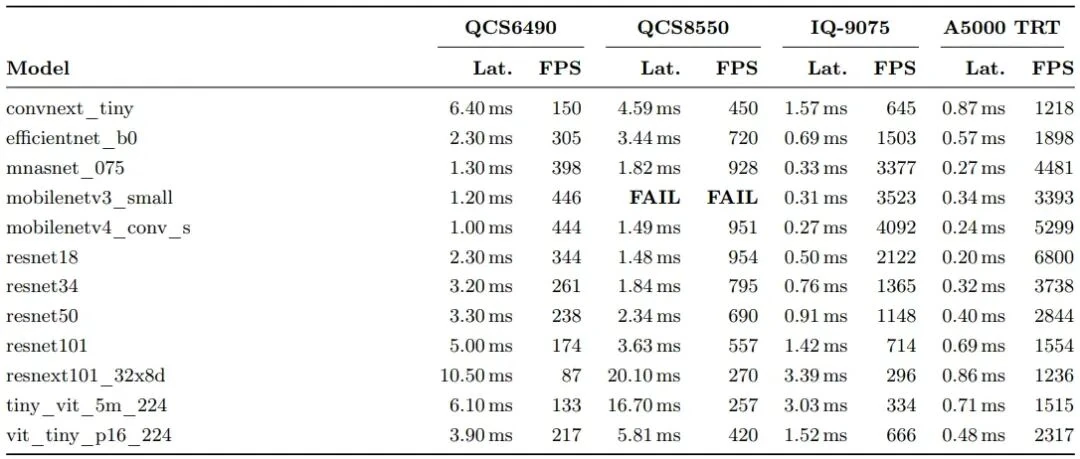 QCS6490 QCS8550 IQ-9075 A5000 TRT
Model Lat. FPS Lat. FPS Lat. FPS Lat. FPS
convnext_tiny 6.40 ms 150 4.59 ms 450 1.57 ms 645 0.87 ms 1218
efficientnet_b0 2.30 ms 305 3.44 ms 720 0.69 ms 1503 0.57 ms 1898
mnasnet_075 1.30 ms 398 1.82 ms 928 0.33 ms 3377 0.27 ms 4481
mobilenetv3_small 1.20 ms 446 FAIL FAIL 0.31 ms 3523 0.34 ms 3393
mobilenetv4_conv_s 1.00 ms 444 1.49 ms 951 0.27 ms 4092 0.24 ms 5299
resnet18 2.30 ms 344 1.48 ms 954 0.50 ms 2122 0.20 ms 6800
resnet34 3.20 ms 261 1.84 ms 795 0.76 ms 1365 0.32 ms 3738
resnet50 3.30 ms 238 2.34 ms 690 0.91 ms 1148 0.40 ms 2844
resnet101 5.00 ms 174 3.63 ms 557 1.42 ms 714 0.69 ms 1554
resnext101_32x8d 10.50 ms 87 20.10 ms 270 3.39 ms 296 0.86 ms 1236
tiny_vit_5m_224 6.10 ms 133 16.70 ms 257 3.03 ms 334 0.71 ms 1515
vit_tiny_p16_224 3.90 ms 217 5.81 ms 420 1.52 ms 666 0.48 ms 2317